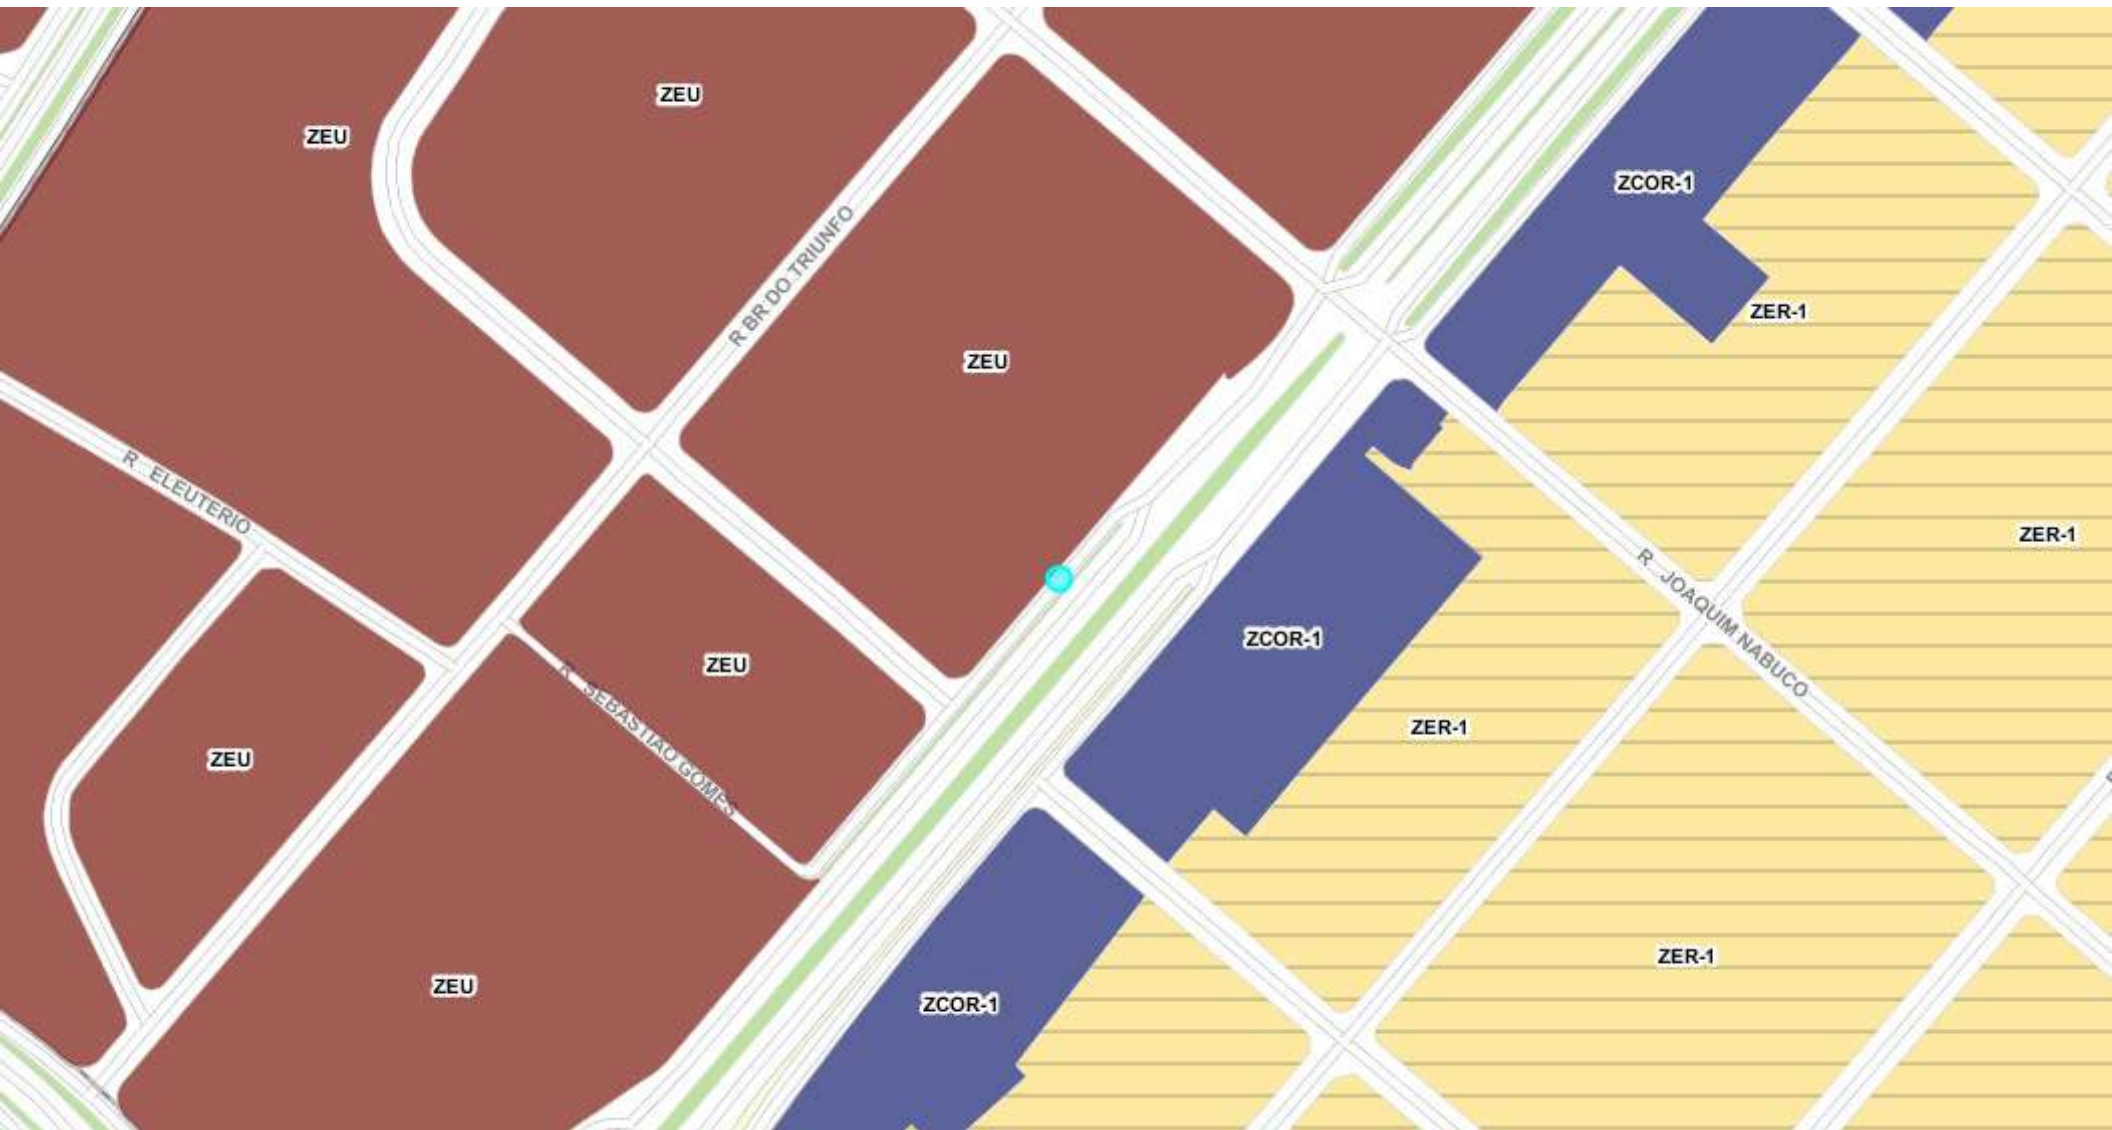 ZEU
ZEU
ZCOR-1
R BR DO TRIUNFO
ZER-1
ZEU
R ELEUTERIO
ZER-1
R JOAQUIM NABUCO
ZCOR-1
ZEU
R SEBASTIAO GOMES
ZER-1
ZEU
ZER-1
ZEU
ZCOR-1